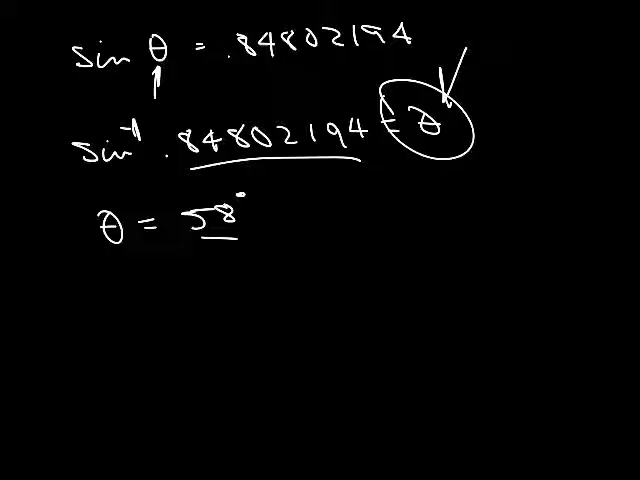 sin θ = .84802194
sin⁻¹ .84802194 = θ
θ = 58°